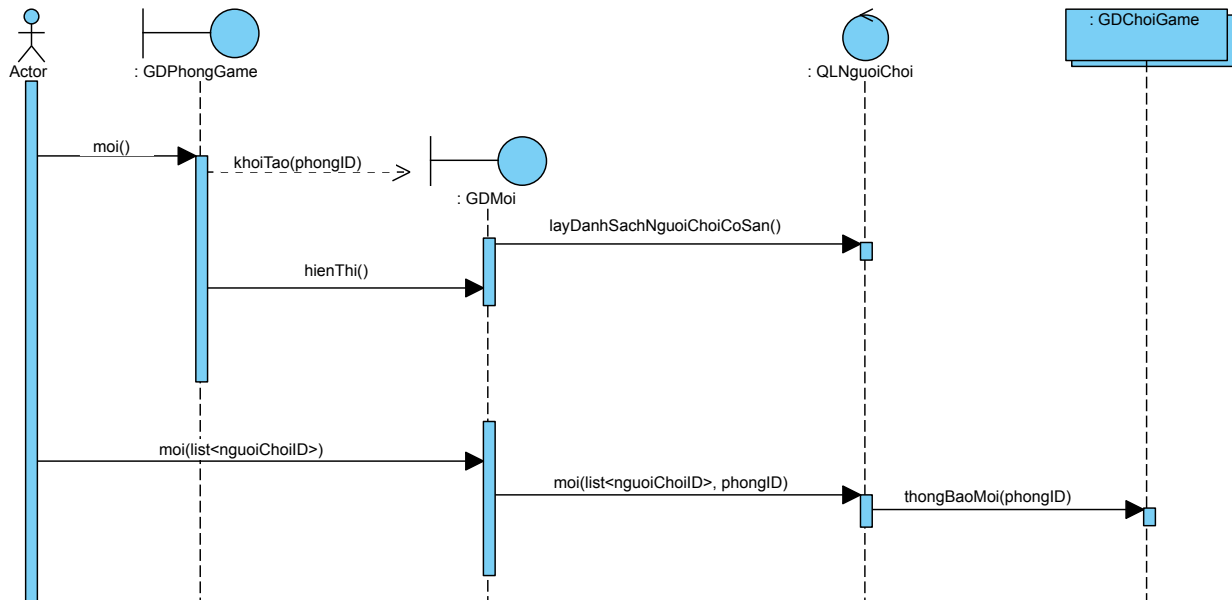 : GDChoiGame
Actor
: GDPhongGame
: QLNguoiChoi
moi()
khoiTao(phongID)
: GDMoi
layDanhSachNguoiChoiCoSan()
hienThi()
moi(list<nguoiChoiID>)
moi(list<nguoiChoiID>, phongID)
thongBaoMoi(phongID)